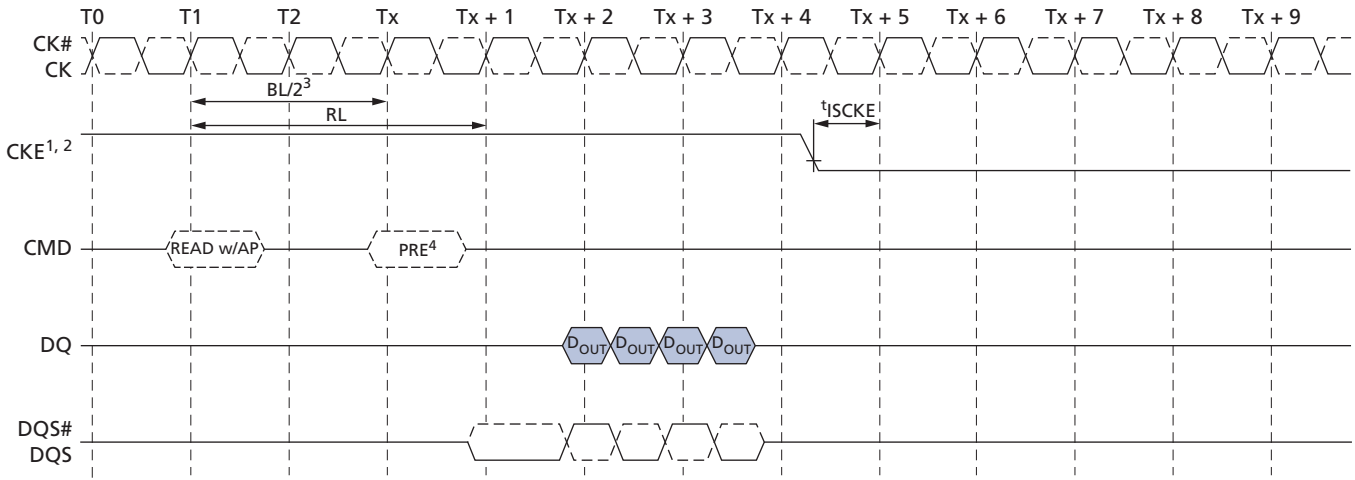 T0 T1 T2 Tx Tx + 1 Tx + 2 Tx + 3 Tx + 4 Tx + 5 Tx + 6 Tx + 7 Tx + 8 Tx + 9
CK#
CK
BL/2³
RL
tISCKE
CKE1, 2
CMD READ w/AP PRE⁴
DQ DOUT DOUT DOUT DOUT
DQS#
DQS